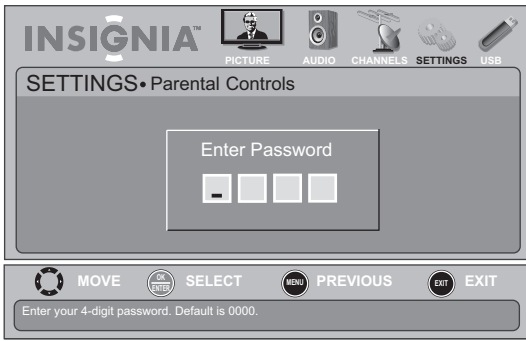 INSIGNIA™
PICTURE AUDIO CHANNELS SETTINGS USB
SETTINGS• Parental Controls
Enter Password
-
MOVE OK ENTER SELECT MENU PREVIOUS EXIT EXIT
Enter your 4-digit password. Default is 0000.